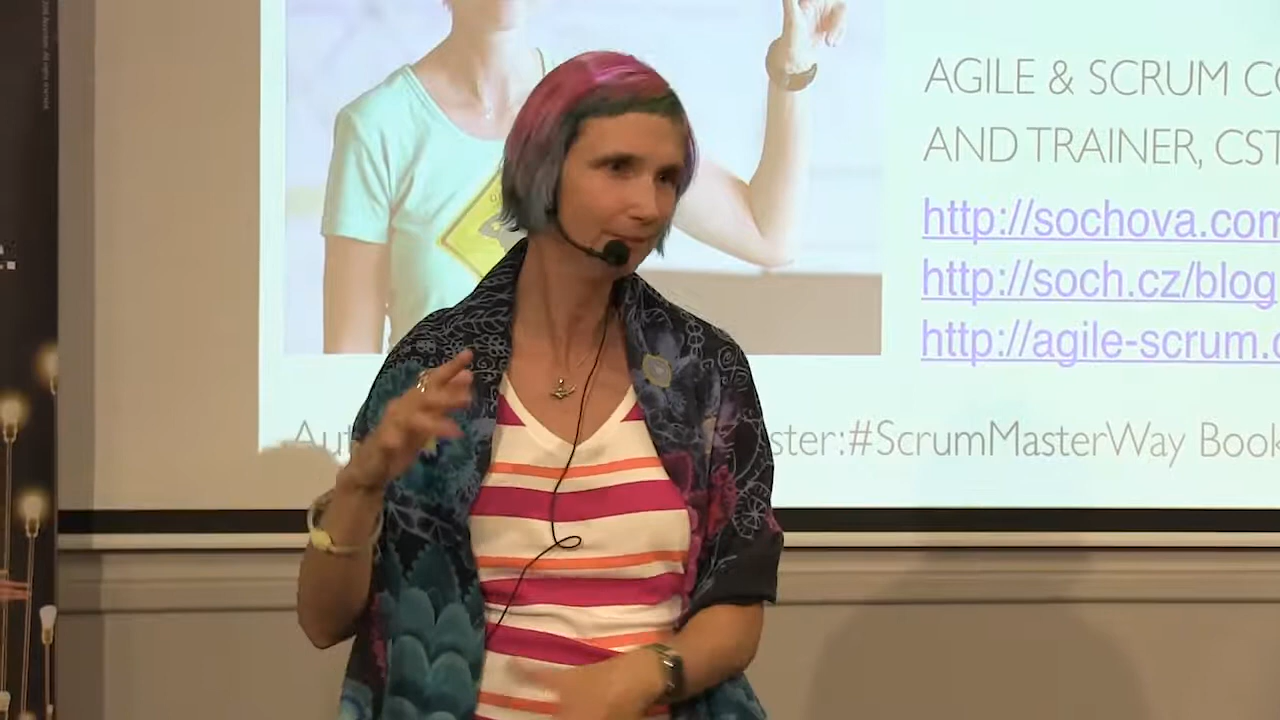 AGILE & SCRUM CO
AND TRAINER, CST
http://sochova.com
http://soch.cz/blog
http://agile-scrum.c
Aut ster:#ScrumMasterWay Book